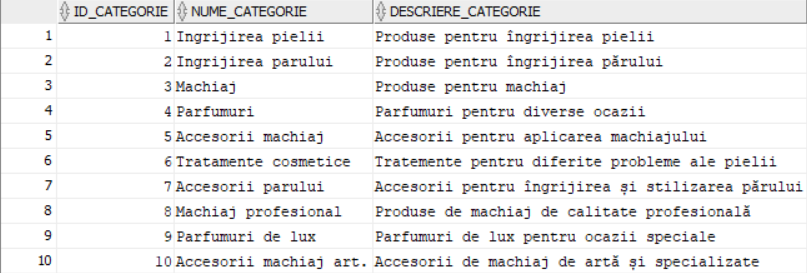 ID_CATEGORIE NUME_CATEGORIE DESCRIERE_CATEGORIE
1 1 Ingrijirea pielii Produse pentru îngrijirea pielii
2 2 Ingrijirea parului Produse pentru îngrijirea părului
3 3 Machiaj Produse pentru machiaj
4 4 Parfumuri Parfumuri pentru diverse ocazii
5 5 Accesorii machiaj Accesorii pentru aplicarea machiajului
6 6 Tratamente cosmetice Tratemente pentru diferite probleme ale pielii
7 7 Accesorii parului Accesorii pentru îngrijirea și stilizarea părului
8 8 Machiaj profesional Produse de machiaj de calitate profesională
9 9 Parfumuri de lux Parfumuri de lux pentru ocazii speciale
10 10 Accesorii machiaj art. Accesorii de machiaj de artă și specializate